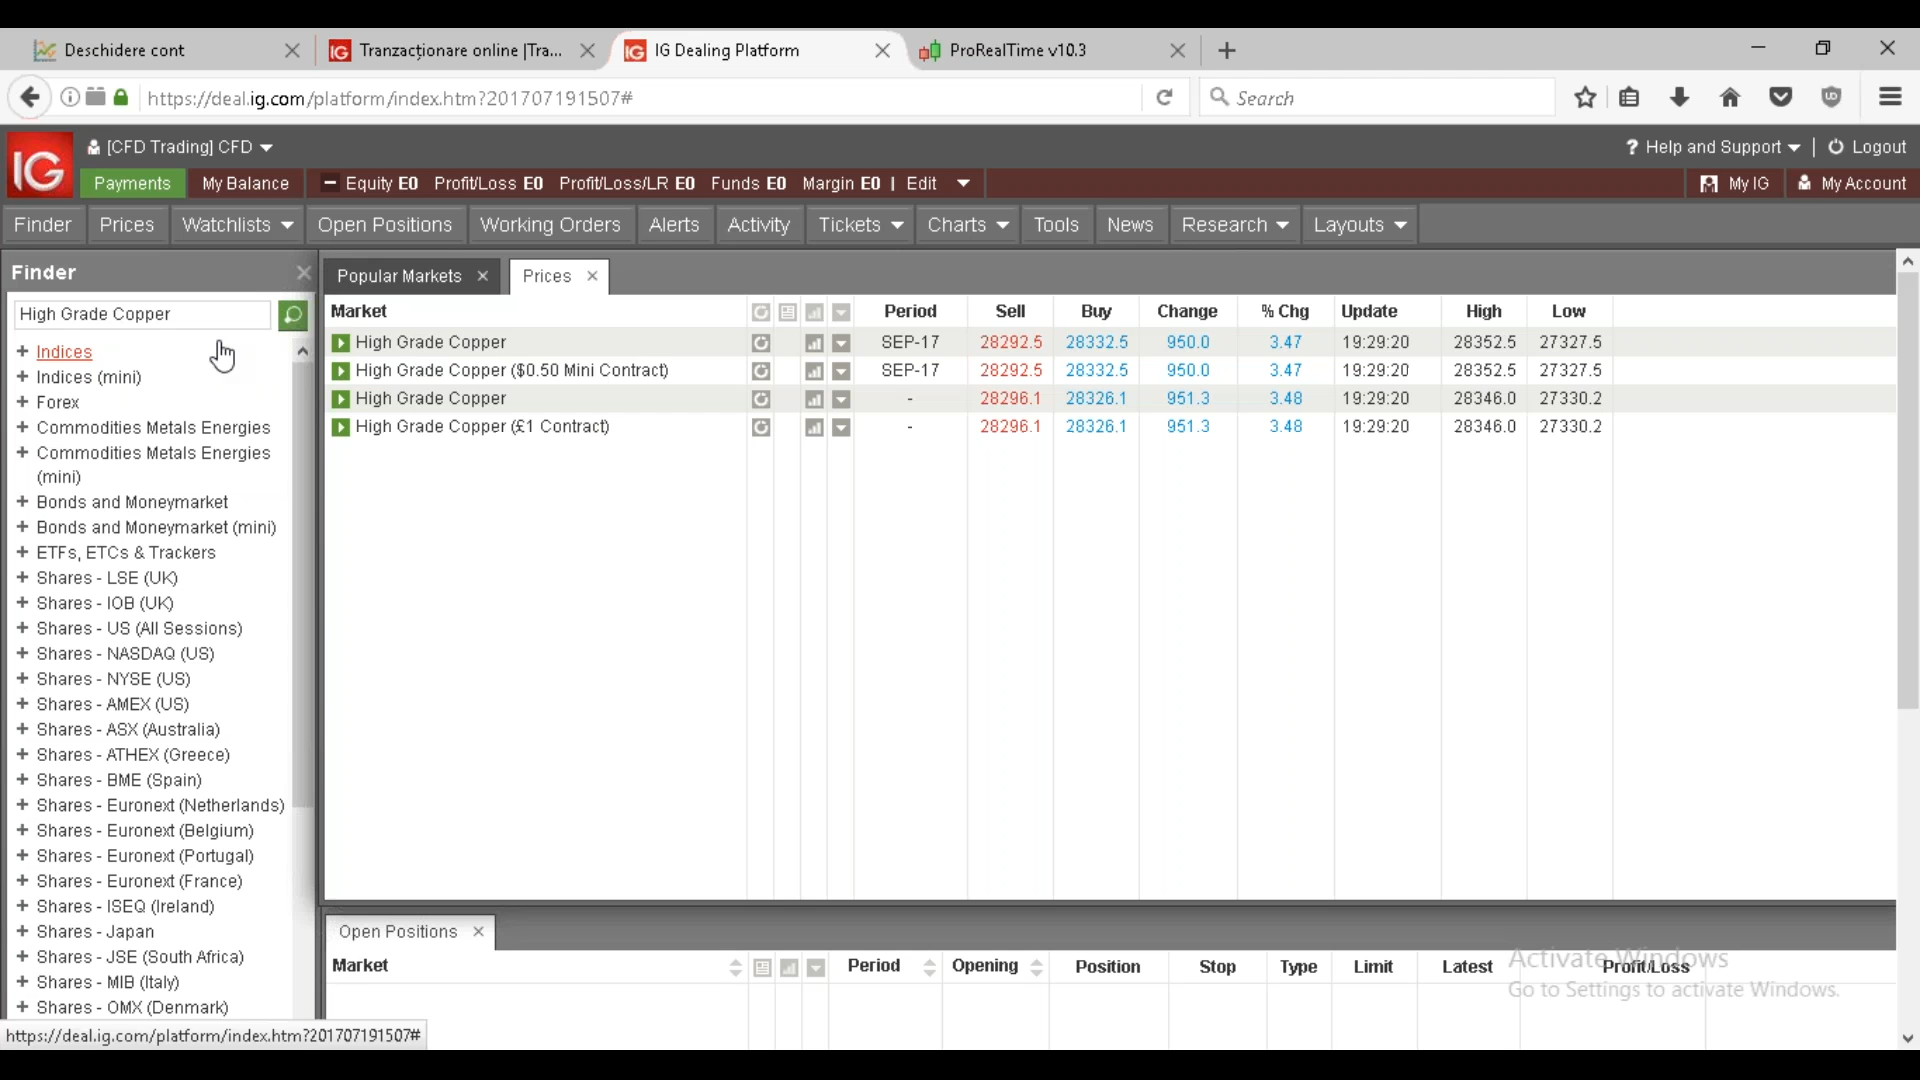 Deschidere cont
Tranzacționare online |Tra...
IG Dealing Platform
ProRealTime v10.3
https://deal.ig.com/platform/index.htm?201707191507#
Search
IG
[CFD Trading] CFD
Help and Support
Logout
Payments
My Balance
Equity E0 Profit/Loss E0 Profit/Loss/LR E0 Funds E0 Margin E0 | Edit
My IG
My Account
Finder
Prices
Watchlists
Open Positions
Working Orders
Alerts
Activity
Tickets
Charts
Tools
News
Research
Layouts
Finder
High Grade Copper
+ Indices
+ Indices (mini)
+ Forex
+ Commodities Metals Energies
+ Commodities Metals Energies
(mini)
+ Bonds and Moneymarket
+ Bonds and Moneymarket (mini)
+ ETFs, ETCs & Trackers
+ Shares - LSE (UK)
+ Shares - IOB (UK)
+ Shares - US (All Sessions)
+ Shares - NASDAQ (US)
+ Shares - NYSE (US)
+ Shares - AMEX (US)
+ Shares - ASX (Australia)
+ Shares - ATHEX (Greece)
+ Shares - BME (Spain)
+ Shares - Euronext (Netherlands)
+ Shares - Euronext (Belgium)
+ Shares - Euronext (Portugal)
+ Shares - Euronext (France)
+ Shares - ISEQ (Ireland)
+ Shares - Japan
+ Shares - JSE (South Africa)
+ Shares - MIB (Italy)
+ Shares - OMX (Denmark)
https://deal.ig.com/platform/index.htm?201707191507#
Popular Markets
Prices
Market Period Sell Buy Change % Chg Update High Low
High Grade Copper SEP-17 28292.5 28332.5 950.0 3.47 19:29:20 28352.5 27327.5
High Grade Copper ($0.50 Mini Contract) SEP-17 28292.5 28332.5 950.0 3.47 19:29:20 28352.5 27327.5
High Grade Copper - 28296.1 28326.1 951.3 3.48 19:29:20 28346.0 27330.2
High Grade Copper (£1 Contract) - 28296.1 28326.1 951.3 3.48 19:29:20 28346.0 27330.2
Open Positions
Market Period Opening Position Stop Type Limit Latest Profit/Loss
Activate Windows
Go to Settings to activate Windows.